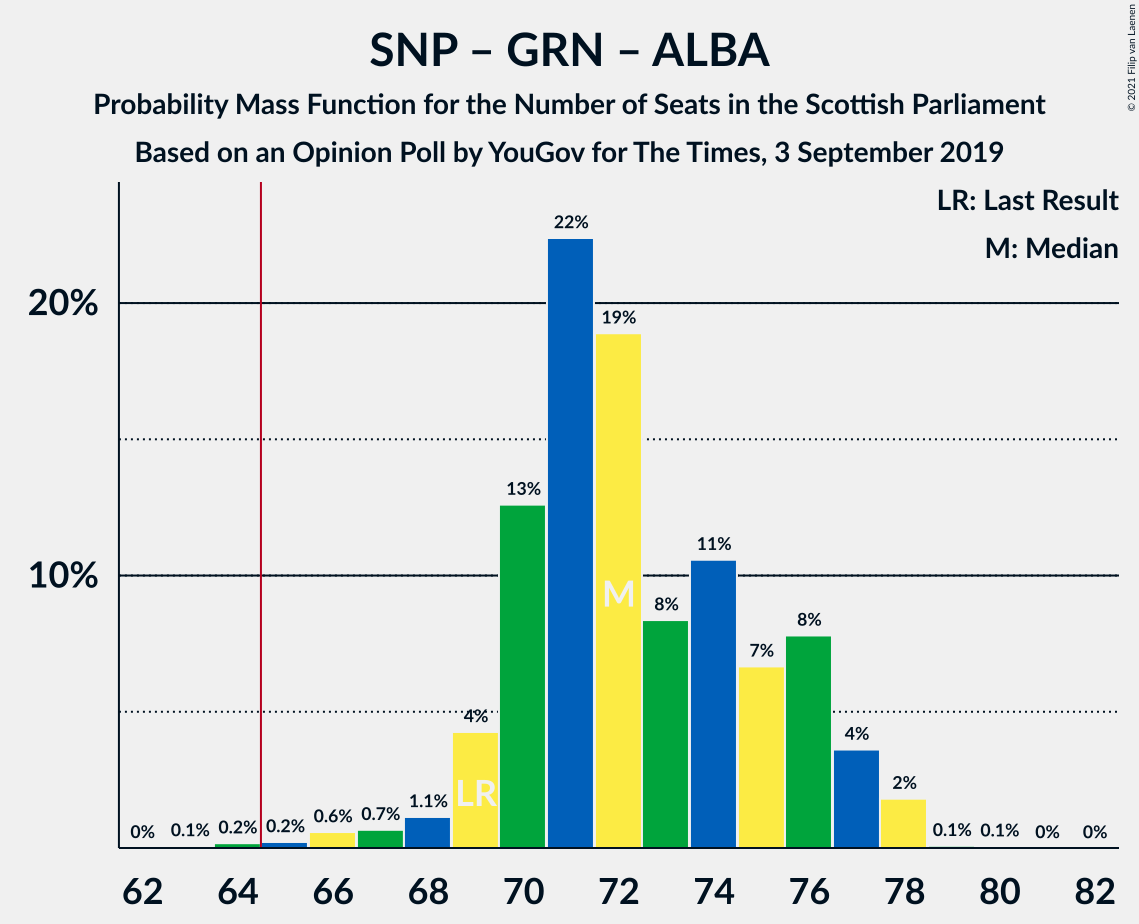 SNP – GRN – ALBA
Probability Mass Function for the Number of Seats in the Scottish Parliament
Based on an Opinion Poll by YouGov for The Times, 3 September 2019
© 2021 Filip van Laenen
LR: Last Result
M: Median
20%
10%
0%
0.1%
0.2%
0.2%
0.6%
0.7%
1.1%
4%
LR
13%
22%
19%
M
8%
11%
7%
8%
4%
2%
0.1%
0.1%
0%
0%
62 64 66 68 70 72 74 76 78 80 82